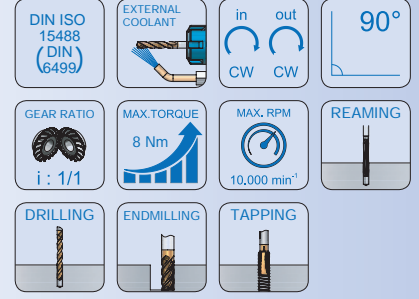 DIN ISO
15488
(DIN
6499)
EXTERNAL
COOLANT
in out
CW CW
90°
GEAR RATIO
i : 1/1
MAX.TORQUE
8 Nm
MAX. RPM
10.000 min⁻¹
REAMING
DRILLING
ENDMILLING
TAPPING